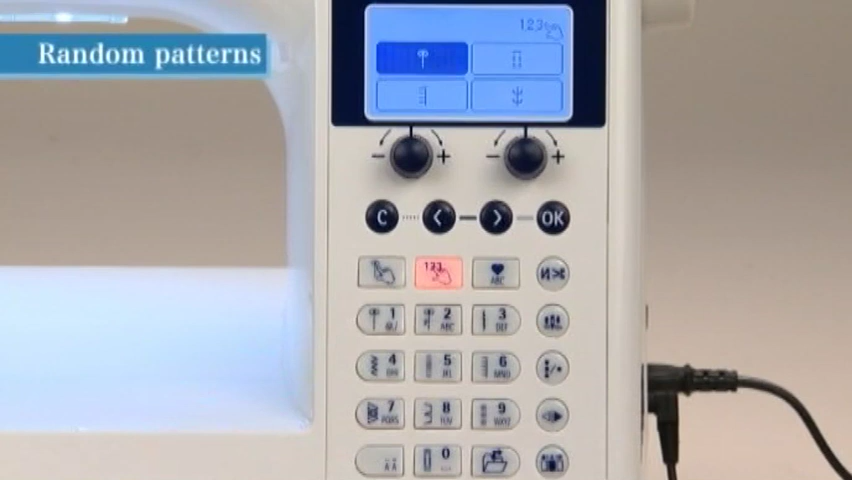 Random patterns
123
- + - +
C < > OK
123 ABC
1 2 ABC 3 DEF
4 5 JKL 6 MNO
7 PQRS 8 TUV 9 WXYZ
ÄÂ 0